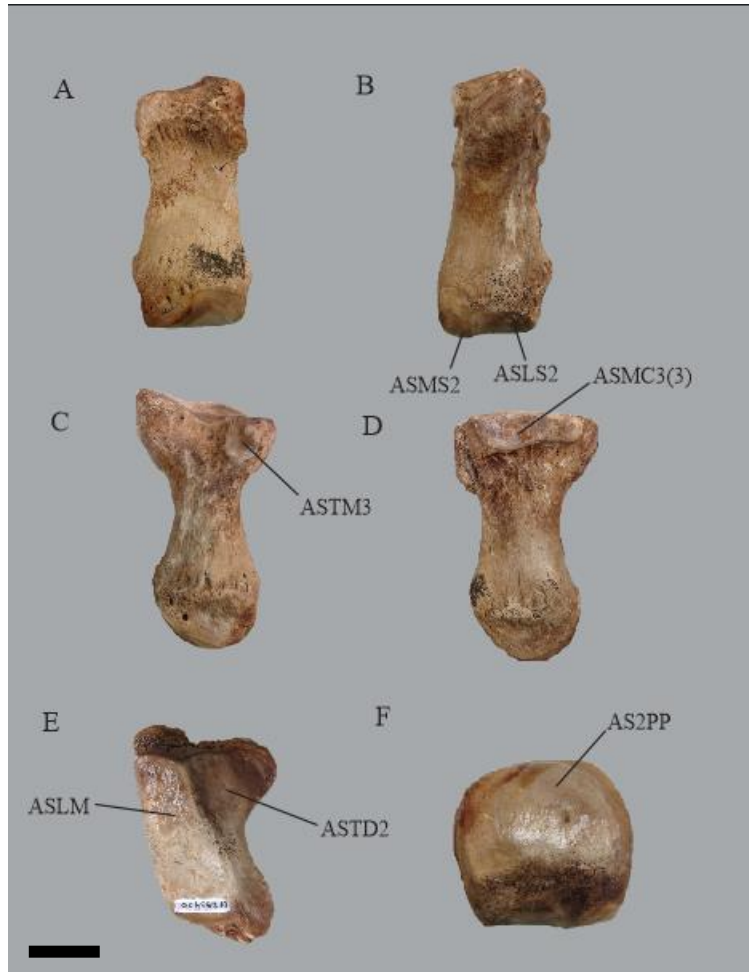 A
B
ASMS2
ASLS2
ASMC3(3)
C
D
ASTM3
E
F
AS2PP
ASLM
ASTD2